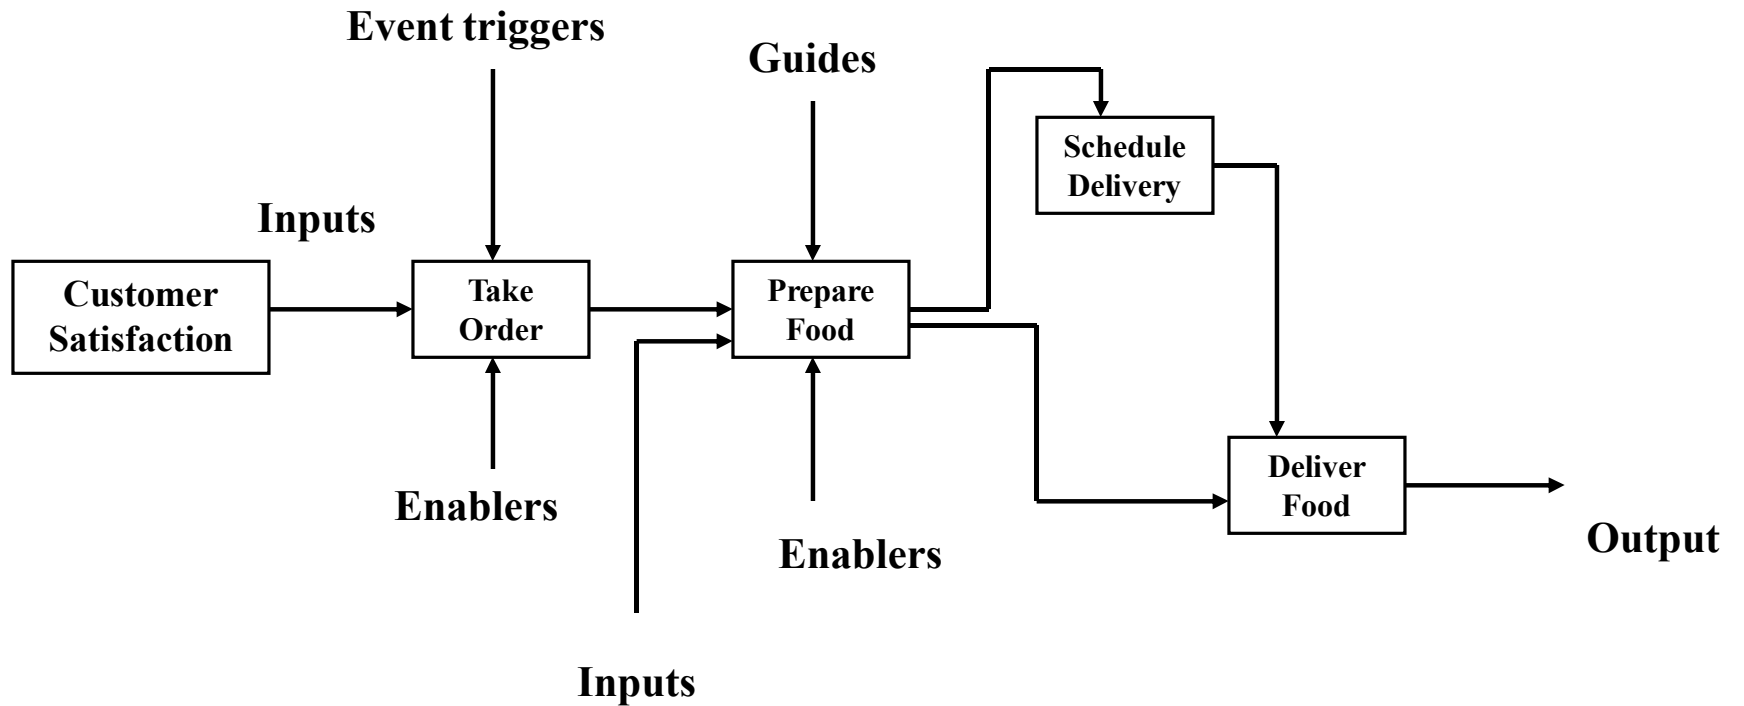 Event triggers
Guides
Schedule
Delivery
Inputs
Customer
Satisfaction
Take
Order
Prepare
Food
Deliver
Food
Enablers
Enablers
Output
Inputs